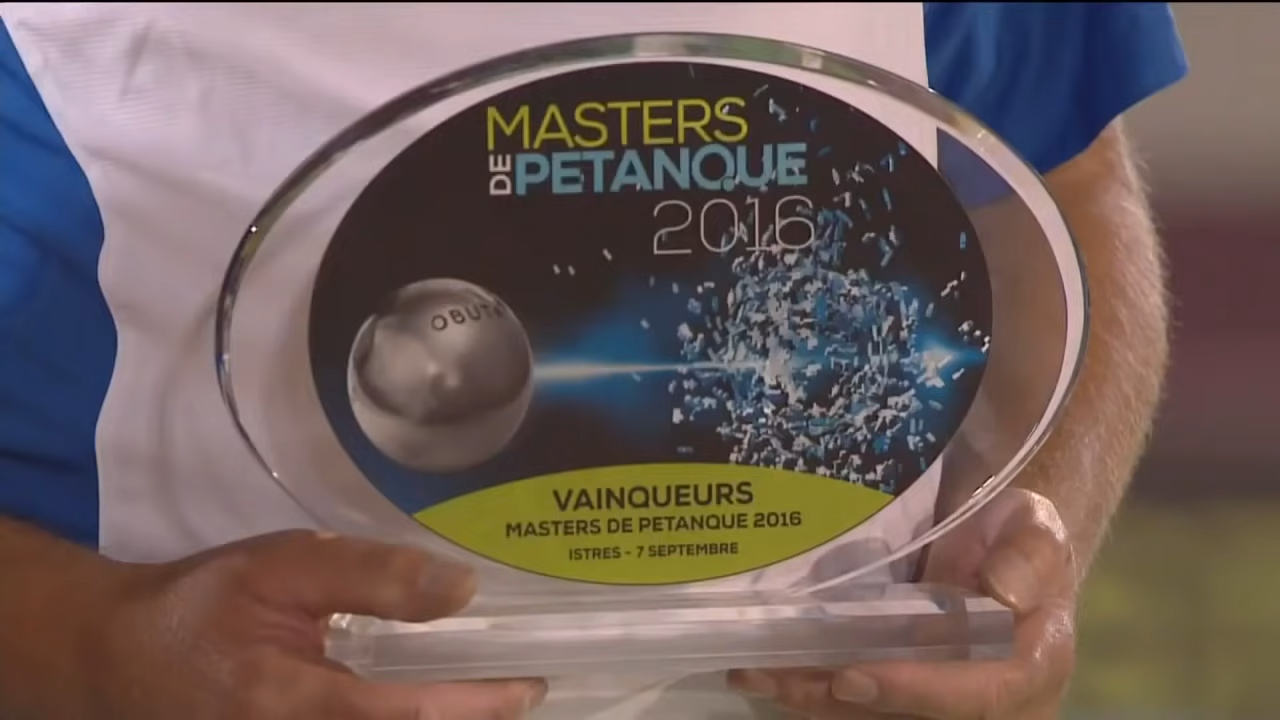 MASTERS
DE PETANQUE
2016
OBUT
VAINQUEURS
MASTERS DE PETANQUE 2016
ISTRES - 7 SEPTEMBRE